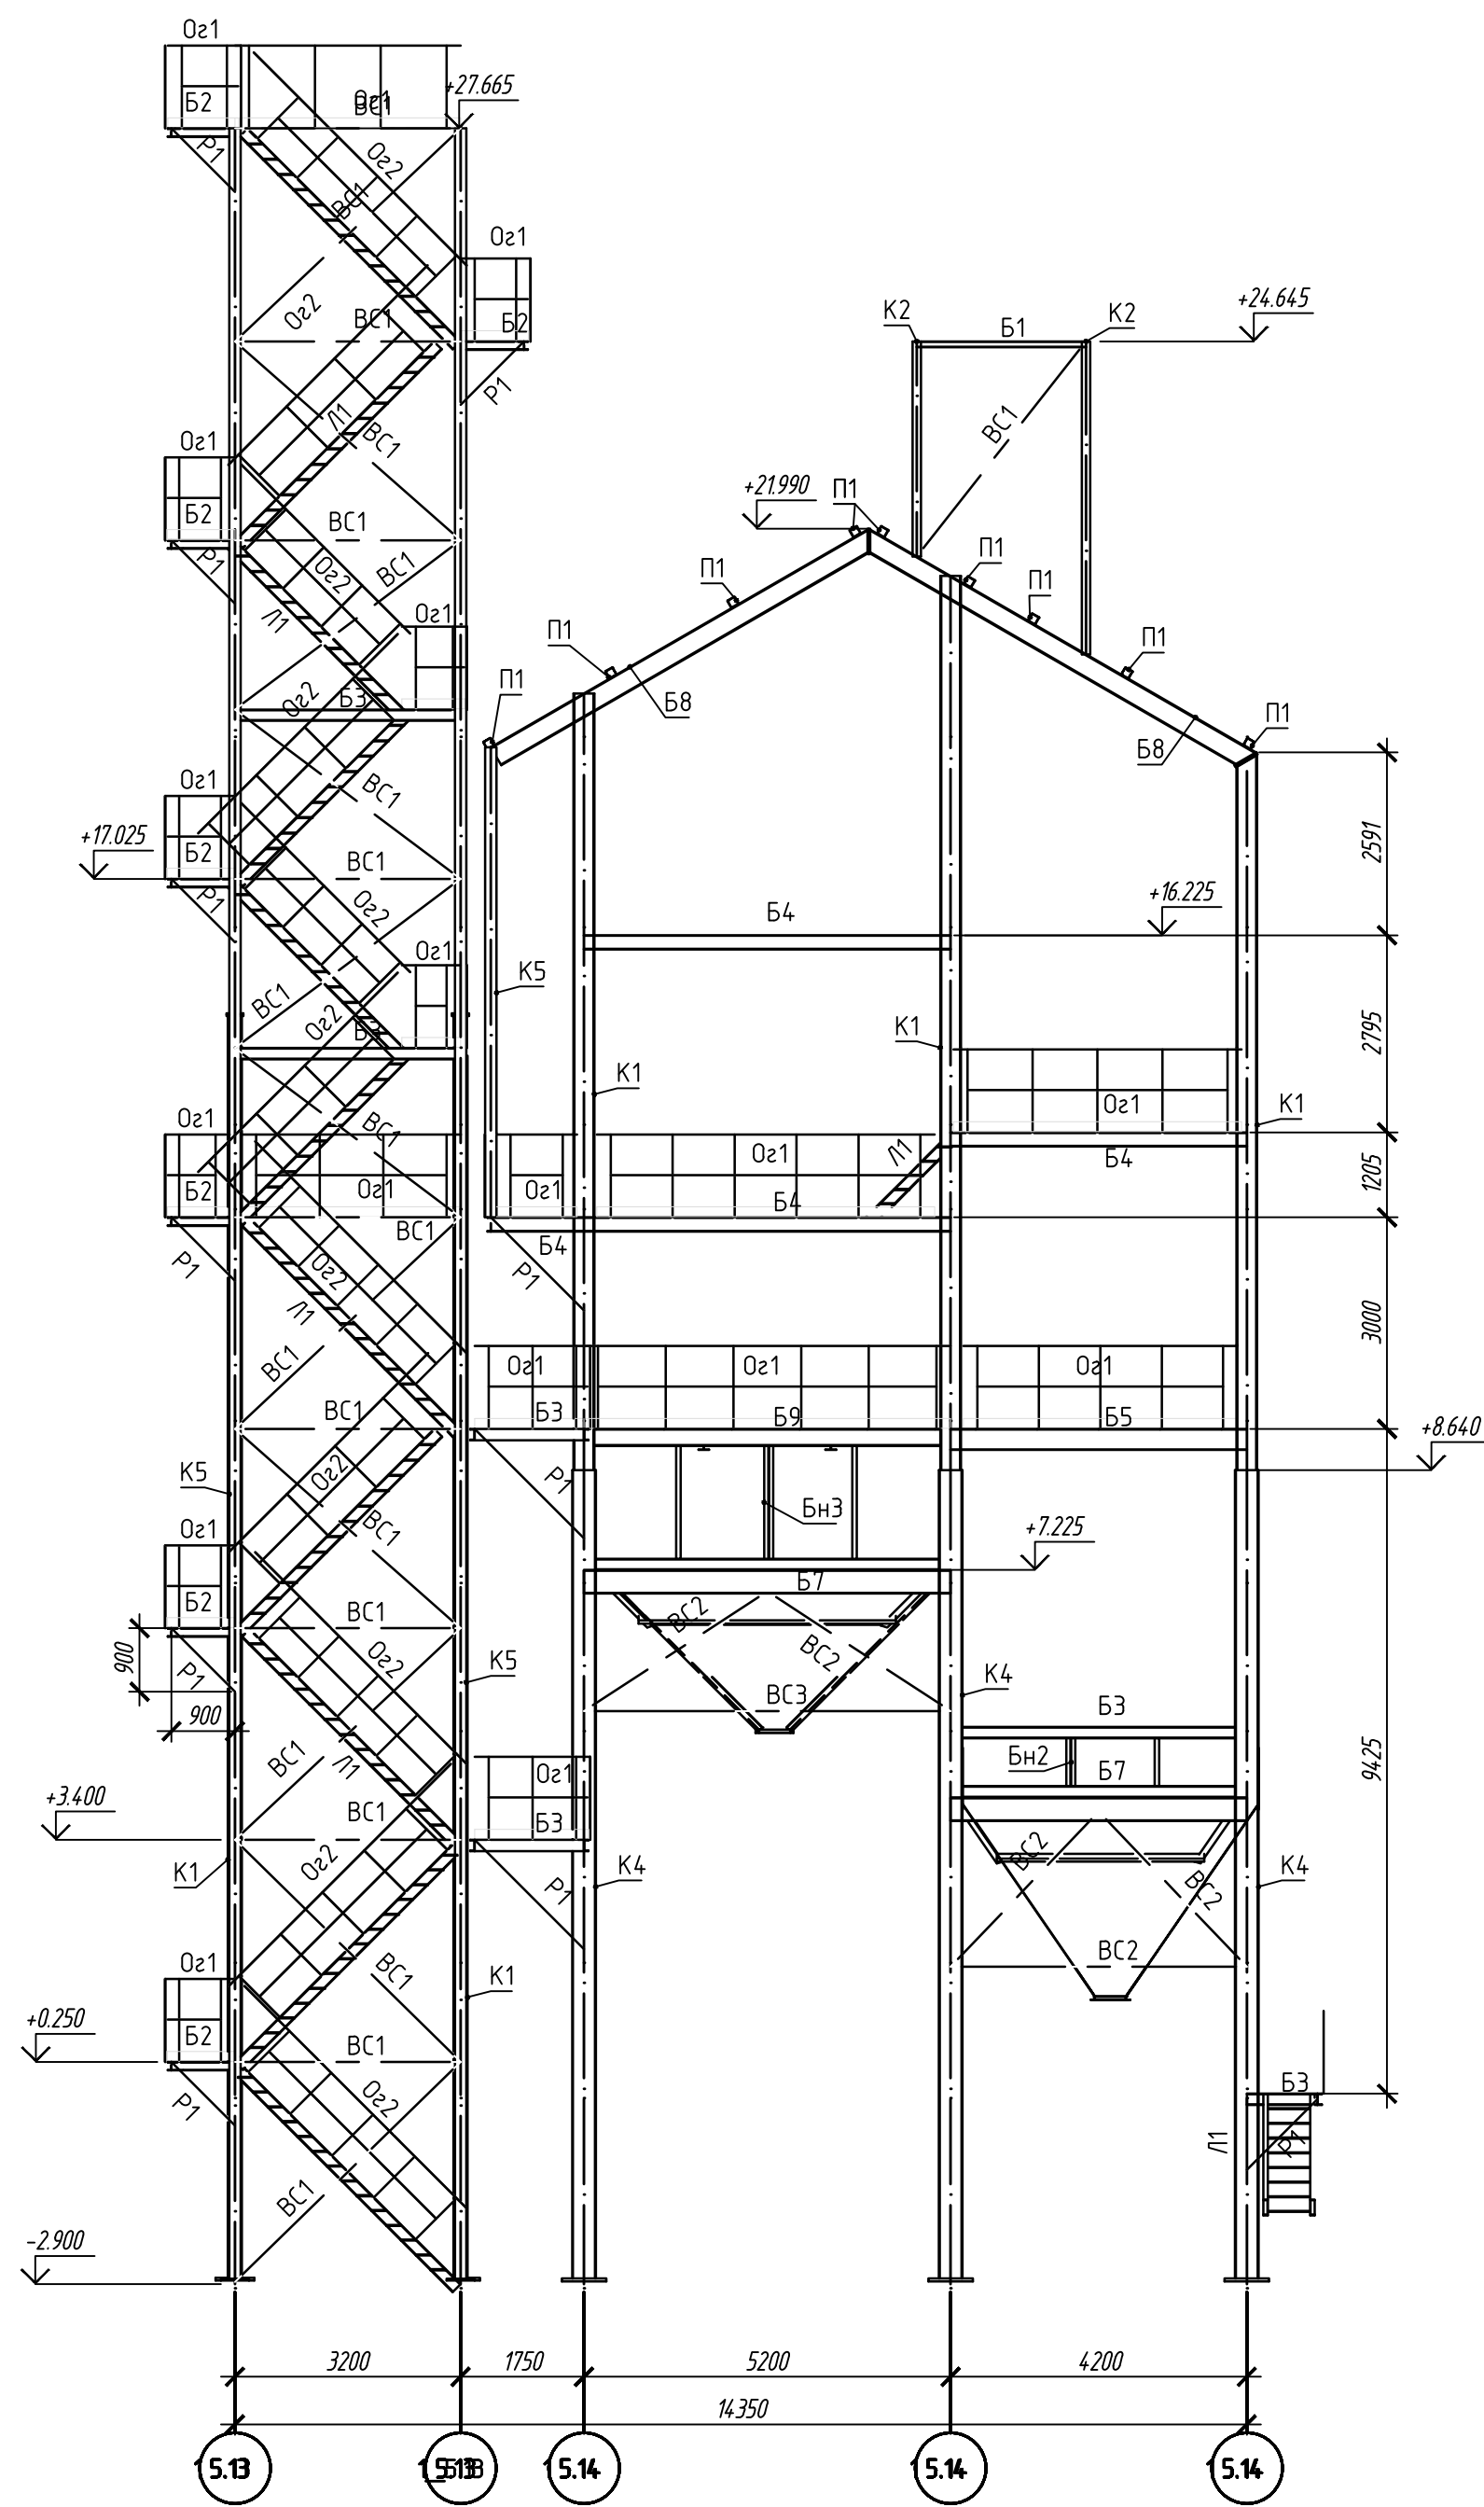 Ог1
Б2
Ог1
ВС1
+27.665
Р1
Ог2
ВС1
Ог1
Ог2
ВС1
Б2
Р1
К2
Б1
К2
+24.645
Л1
ВС1
ВС1
Ог1
Б2
ВС1
+21.990
П1
Р1
Ог2
ВС1
П1
П1
П1
Л1
Ог1
П1
П1
Ог2
Б3
П1
Б8
П1
Б8
Ог1
ВС1
+17.025
Б2
ВС1
2591
+16.225
Р1
Ог2
Б4
Ог1
К5
ВС1
Ог2
Б3
К1
2795
К1
Ог1
К1
Ог1
ВС1
Ог1
Л1
Б4
Б2
Ог1
Ог1
Б4
1205
ВС1
Б4
Р1
Ог2
Р1
Л1
3000
ВС1
Ог1
Ог1
Ог1
ВС1
Б3
Б9
Б5
+8.640
К5
Ог2
Р1
Бн3
ВС1
+7.225
Ог1
Б7
Б2
ВС1
ВС2
900
Р1
Ог2
К5
ВС2
К4
900
ВС3
Б3
ВС1
Л1
Ог1
Бн2
Б7
9425
+3.400
ВС1
Б3
К1
Ог2
Р1
К4
ВС2
ВС2
К4
Ог1
ВС1
К1
ВС2
+0.250
Б2
ВС1
Р1
Ог2
Б3
Л1
Р1
ВС1
-2.900
3200
1750
5200
4200
14350
5.13
5.13
5.14
5.14
5.14